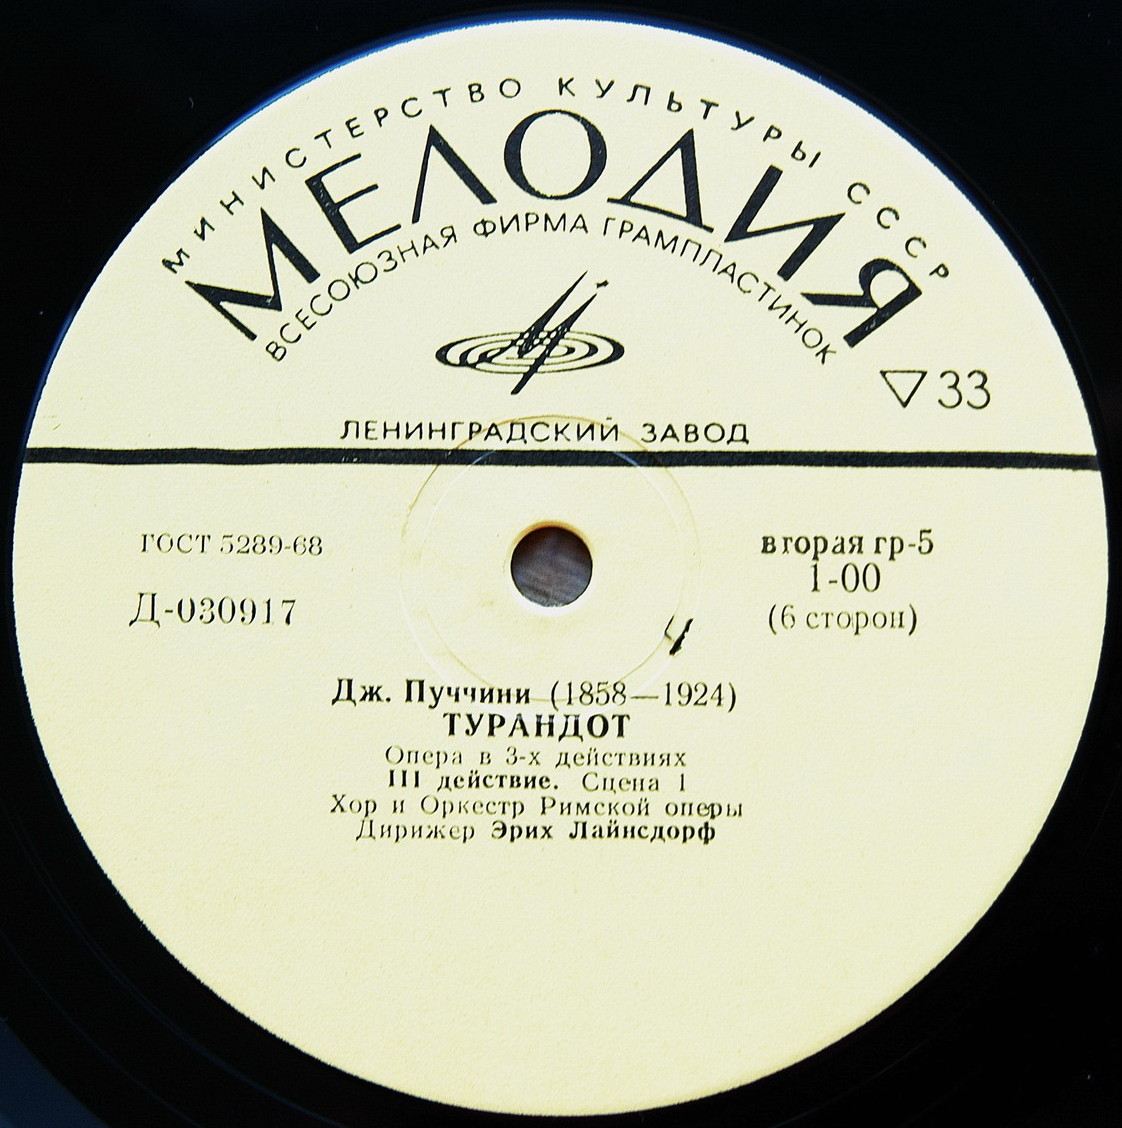 МИНИСТЕРСТВО КУЛЬТУРЫ СССР
МЕЛОДИЯ
ВСЕСОЮЗНАЯ ФИРМА ГРАМПЛАСТИНОК
33
ЛЕНИНГРАДСКИЙ ЗАВОД
ГОСТ 5289-68
вторая гр-5
1-00
Д-030917
(6 сторон)
4
Дж. Пуччини (1858—1924)
ТУРАНДОТ
Опера в 3-х действиях
III действие. Сцена 1
Хор и Оркестр Римской оперы
Дирижер Эрих Лайнсдорф